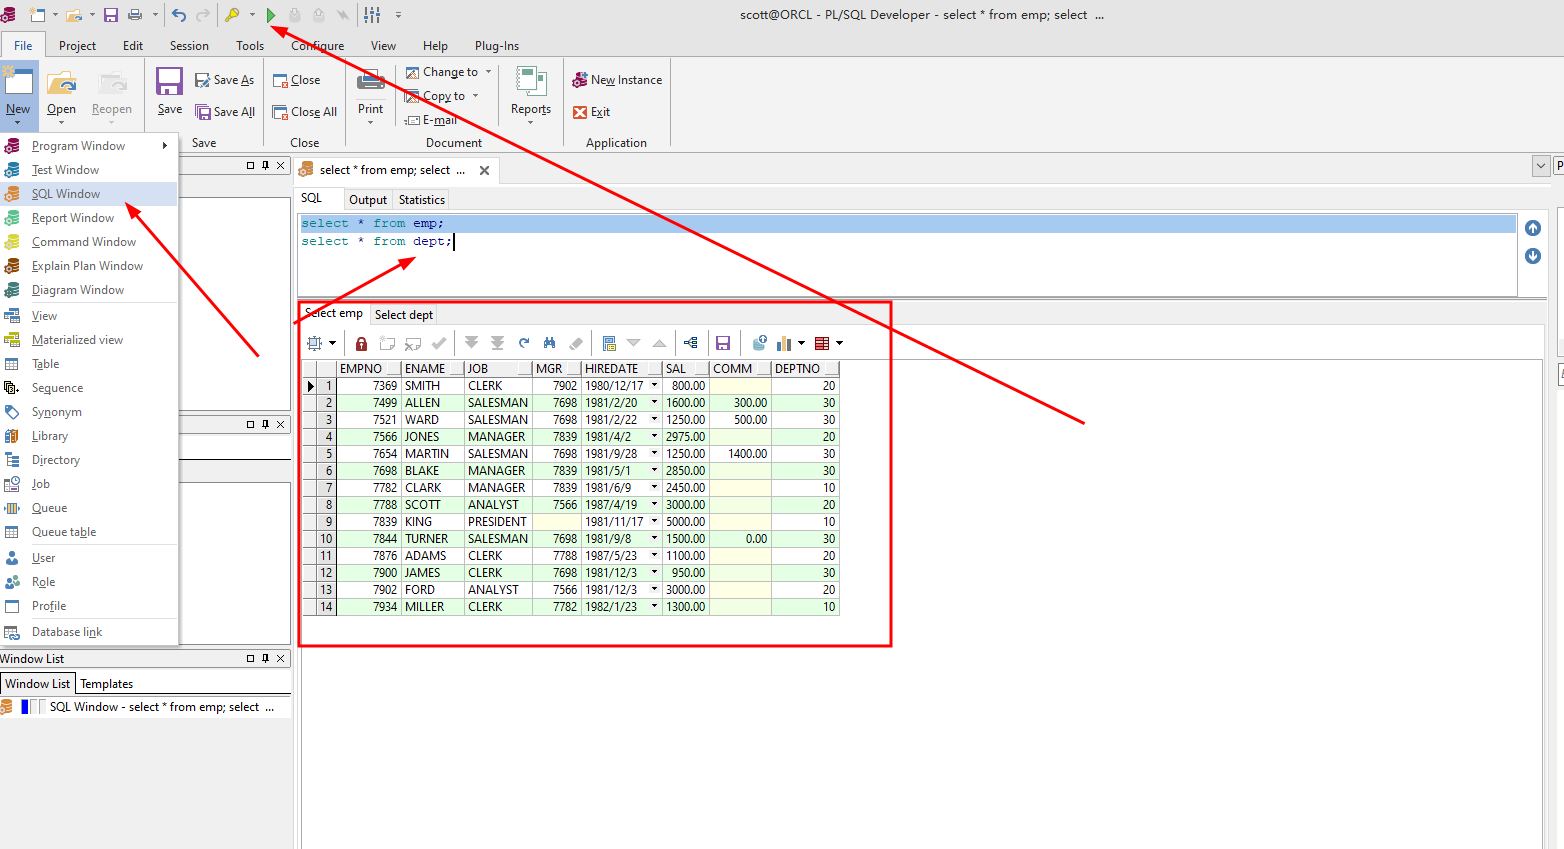 scott@ORCL - PL/SQL Developer - select * from emp; select ...
File Project Edit Session Tools Configure View Help Plug-Ins
New Open Reopen Save Save As Save All Close Close All Print Change to Copy to E-mail Reports New Instance Exit
Save Close Document Application
Program Window
Test Window
SQL Window
Report Window
Command Window
Explain Plan Window
Diagram Window
View
Materialized view
Table
Sequence
Synonym
Library
Directory
Job
Queue
Queue table
User
Role
Profile
Database link
Window List
Window List Templates
SQL Window - select * from emp; select ...
select * from emp; select ...
P
SQL Output Statistics
select * from emp;
select * from dept;
Select emp Select dept
EMPNO ENAME JOB MGR HIREDATE SAL COMM DEPTNO
1 7369 SMITH CLERK 7902 1980/12/17 800.00 20
2 7499 ALLEN SALESMAN 7698 1981/2/20 1600.00 300.00 30
3 7521 WARD SALESMAN 7698 1981/2/22 1250.00 500.00 30
4 7566 JONES MANAGER 7839 1981/4/2 2975.00 20
5 7654 MARTIN SALESMAN 7698 1981/9/28 1250.00 1400.00 30
6 7698 BLAKE MANAGER 7839 1981/5/1 2850.00 30
7 7782 CLARK MANAGER 7839 1981/6/9 2450.00 10
8 7788 SCOTT ANALYST 7566 1987/4/19 3000.00 20
9 7839 KING PRESIDENT 1981/11/17 5000.00 10
10 7844 TURNER SALESMAN 7698 1981/9/8 1500.00 0.00 30
11 7876 ADAMS CLERK 7788 1987/5/23 1100.00 20
12 7900 JAMES CLERK 7698 1981/12/3 950.00 30
13 7902 FORD ANALYST 7566 1981/12/3 3000.00 20
14 7934 MILLER CLERK 7782 1982/1/23 1300.00 10